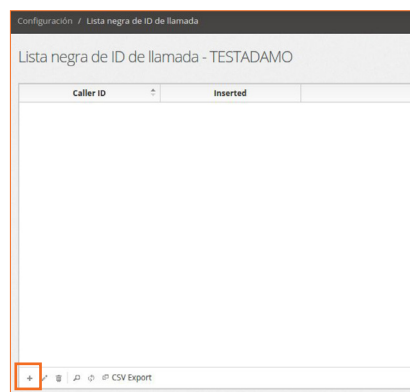 Configuración / Lista negra de ID de llamada
Lista negra de ID de llamada - TESTADAMO
Caller ID Inserted
CSV Export